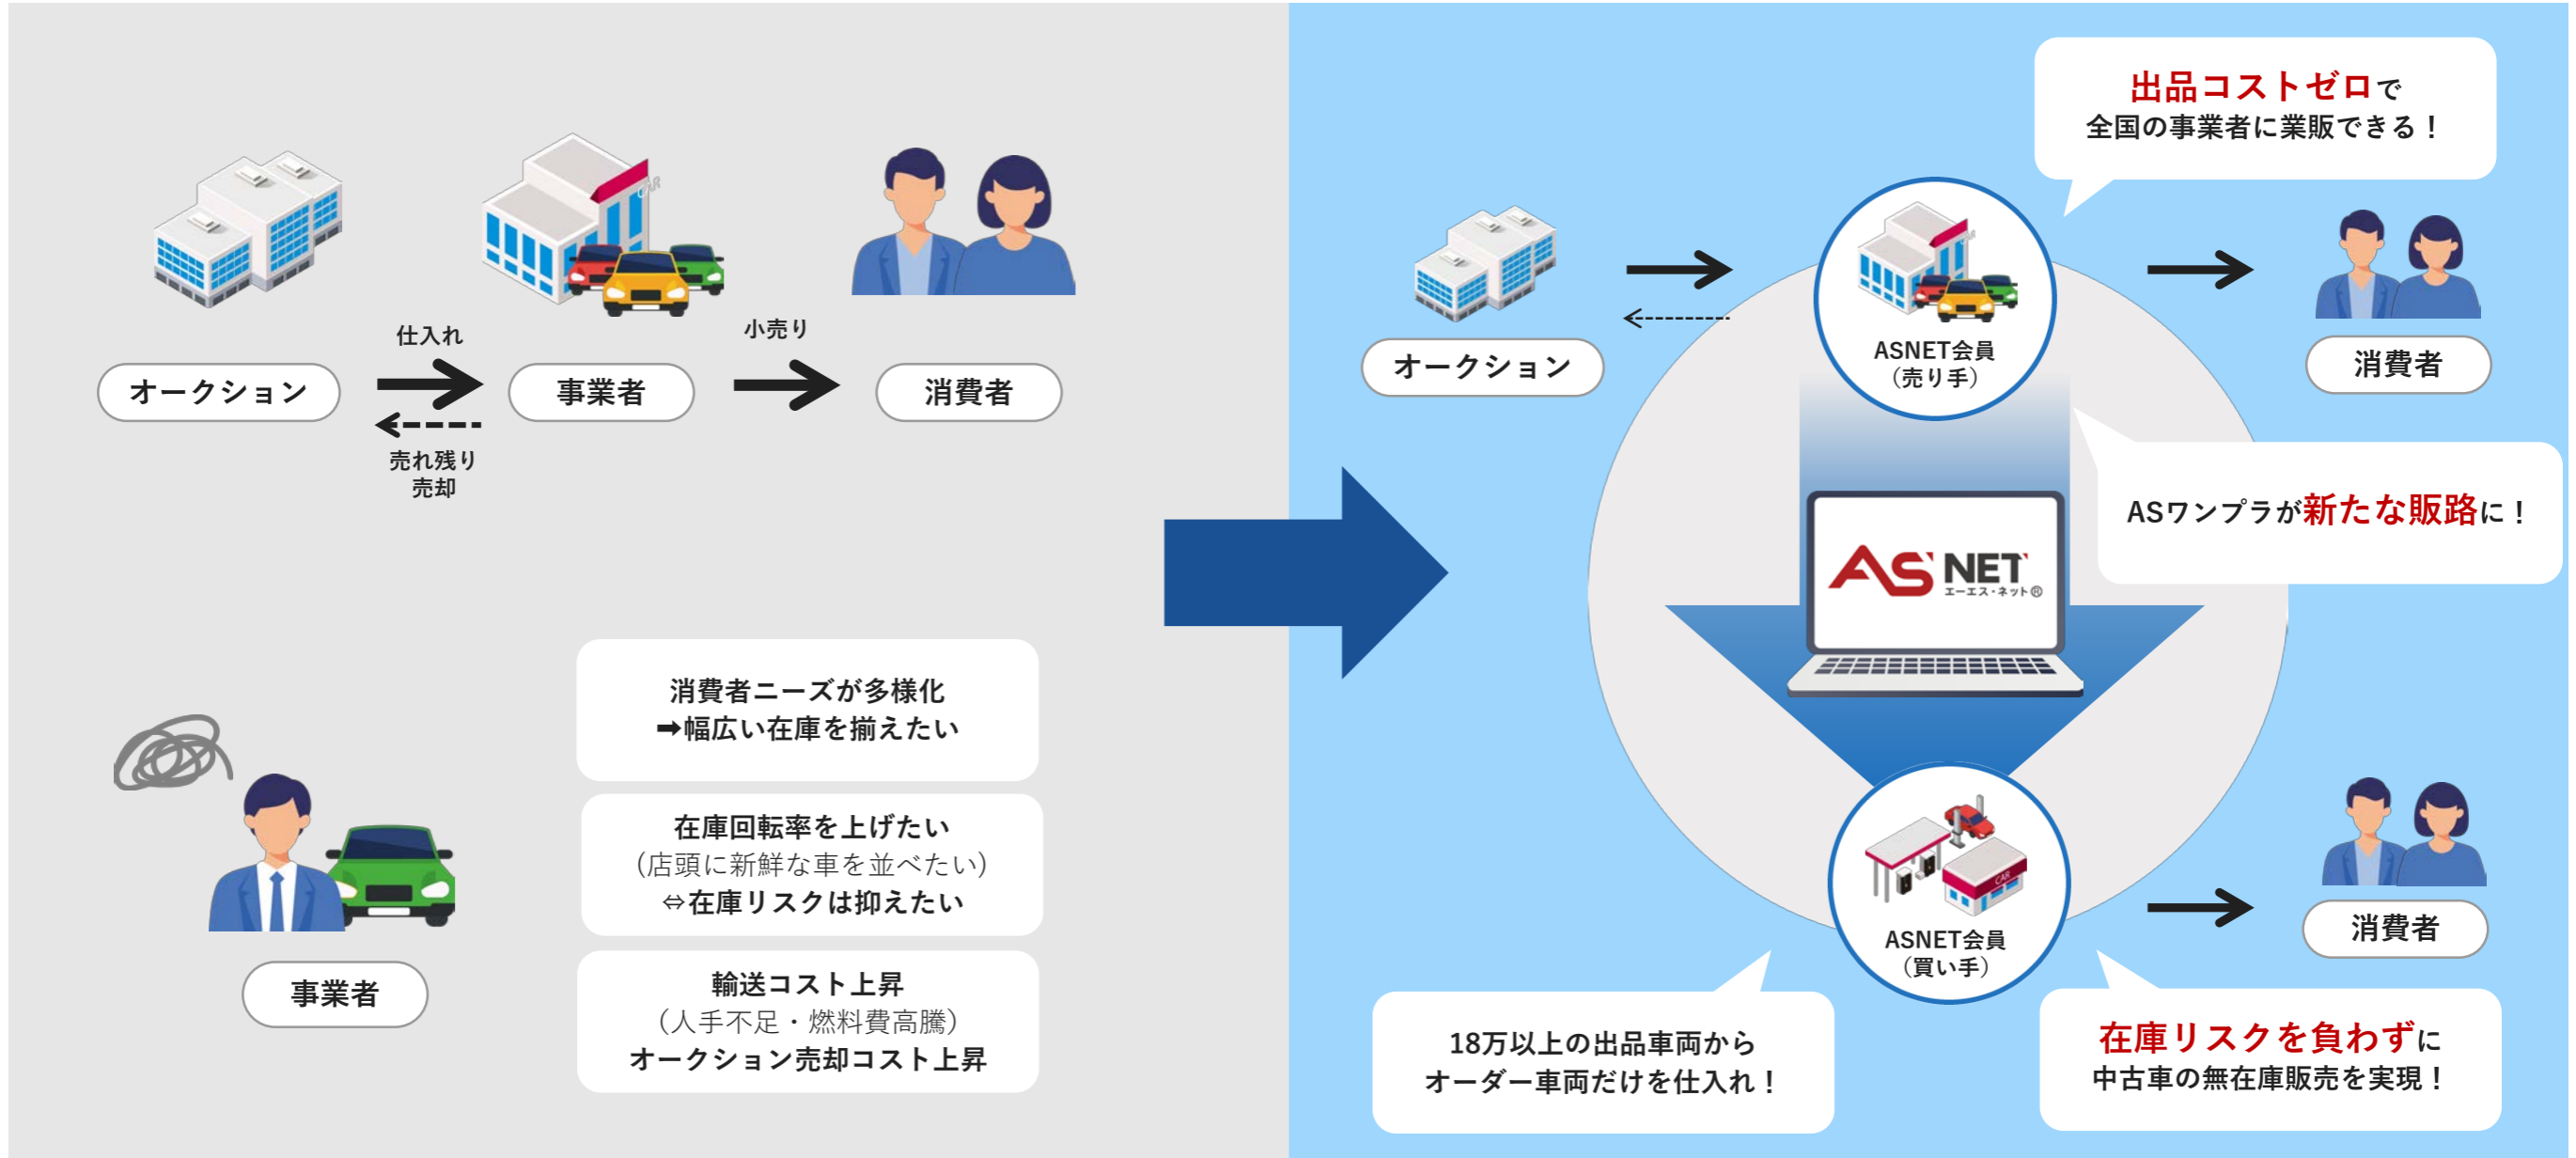 仕入れ
小売り
オークション
事業者
消費者
売れ残り
売却
消費者ニーズが多様化
➡幅広い在庫を揃えたい
在庫回転率を上げたい
（店頭に新鮮な車を並べたい）
⇔在庫リスクは抑えたい
輸送コスト上昇
（人手不足・燃料費高騰）
オークション売却コスト上昇
事業者
出品コストゼロで
全国の事業者に業販できる！
オークション
ASNET会員
（売り手）
消費者
ASワンプラが新たな販路に！
AS NET
エーエス・ネット®
CAR
ASNET会員
（買い手）
消費者
18万以上の出品車両から
オーダー車両だけを仕入れ！
在庫リスクを負わずに
中古車の無在庫販売を実現！